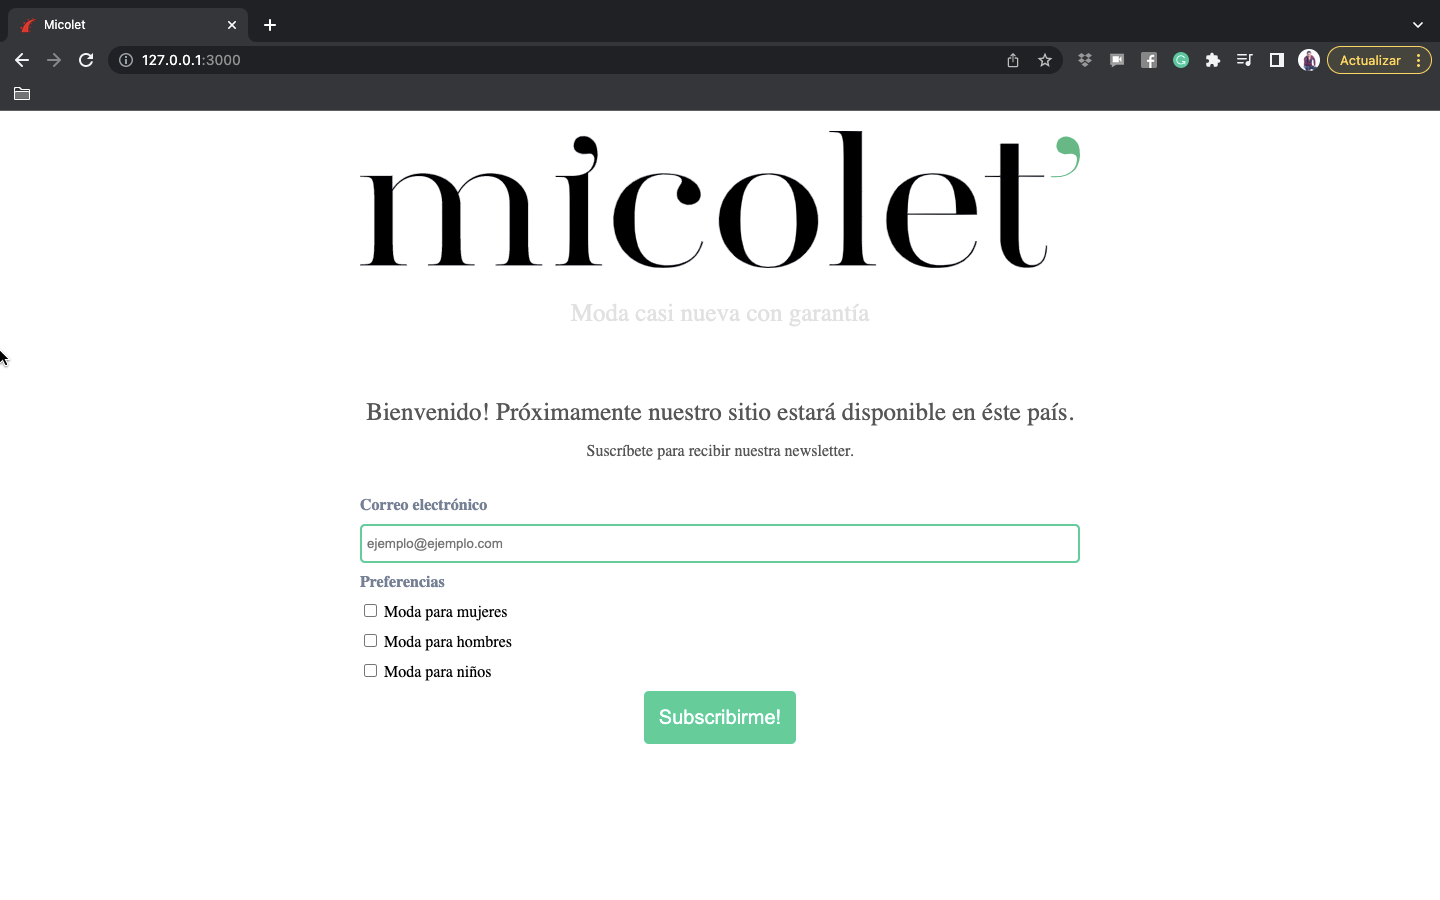 Micolet
127.0.0.1:3000
Actualizar
micolet’
Moda casi nueva con garantía
Bienvenido! Próximamente nuestro sitio estará disponible en éste país.
Suscríbete para recibir nuestra newsletter.
Correo electrónico
ejemplo@ejemplo.com
Preferencias
Moda para mujeres
Moda para hombres
Moda para niños
Subscribirme!